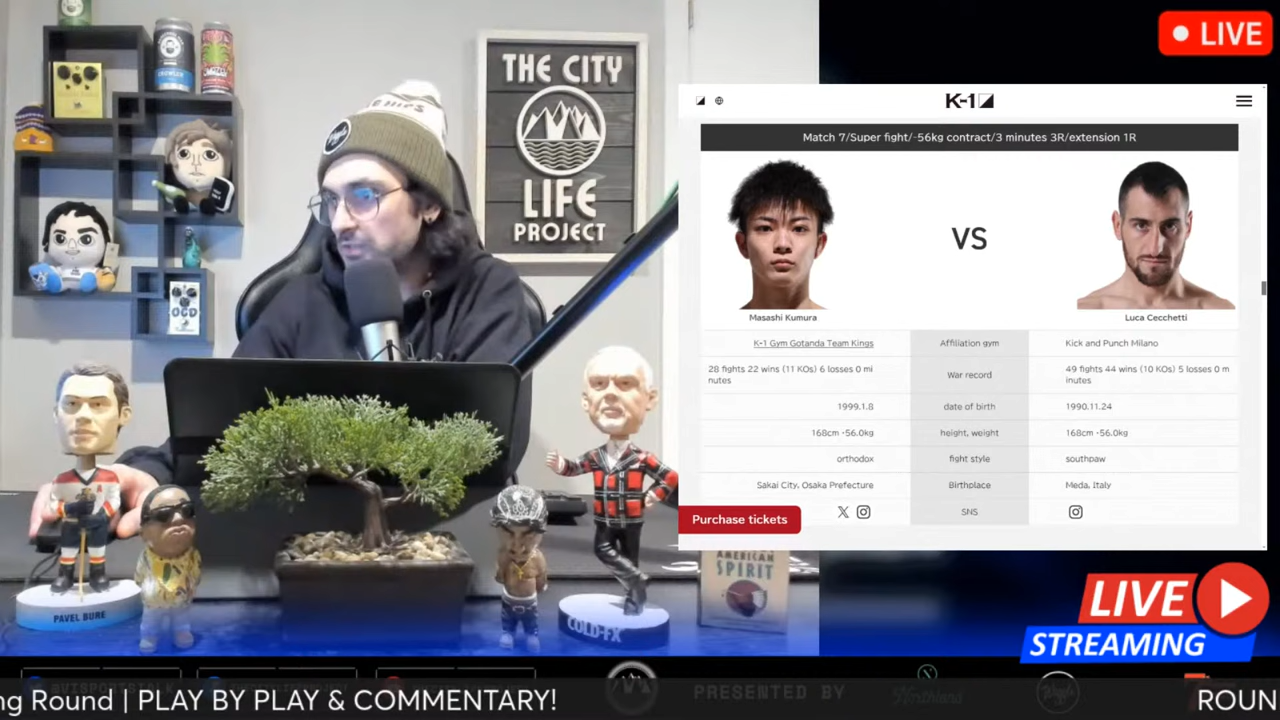 LIVE
THE CITY
LIFE
PROJECT
K-1
Match 7/Super fight/-56kg contract/3 minutes 3R/extension 1R
VS
Masashi Kumura
Luca Cecchetti
K-1 Gym Gotanda Team Kings
Affiliation gym
Kick and Punch Milano
28 fights 22 wins (11 KOs) 6 losses 0 mi
nutes
War record
49 fights 44 wins (10 KOs) 5 losses 0 m
inutes
1999.1.8
date of birth
1990.11.24
168cm -56.0kg
height, weight
168cm -56.0kg
orthodox
fight style
southpaw
Sakai City, Osaka Prefecture
Birthplace
Meda, Italy
SNS
Purchase tickets
OCD
PAVEL BURE
COLD-FX
AMERICAN
SPIRIT
LIVE
STREAMING
PRESENTED BY
Northland
ng Round | PLAY BY PLAY & COMMENTARY!
ROUN